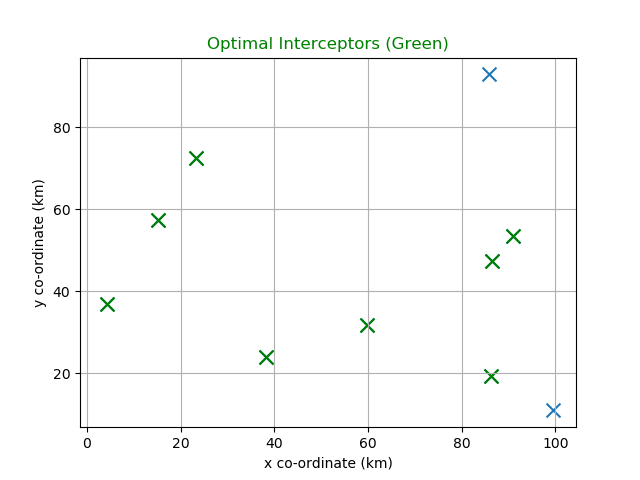 Optimal Interceptors (Green)
80
60
40
20
0 20 40 60 80 100
x co-ordinate (km)
y co-ordinate (km)